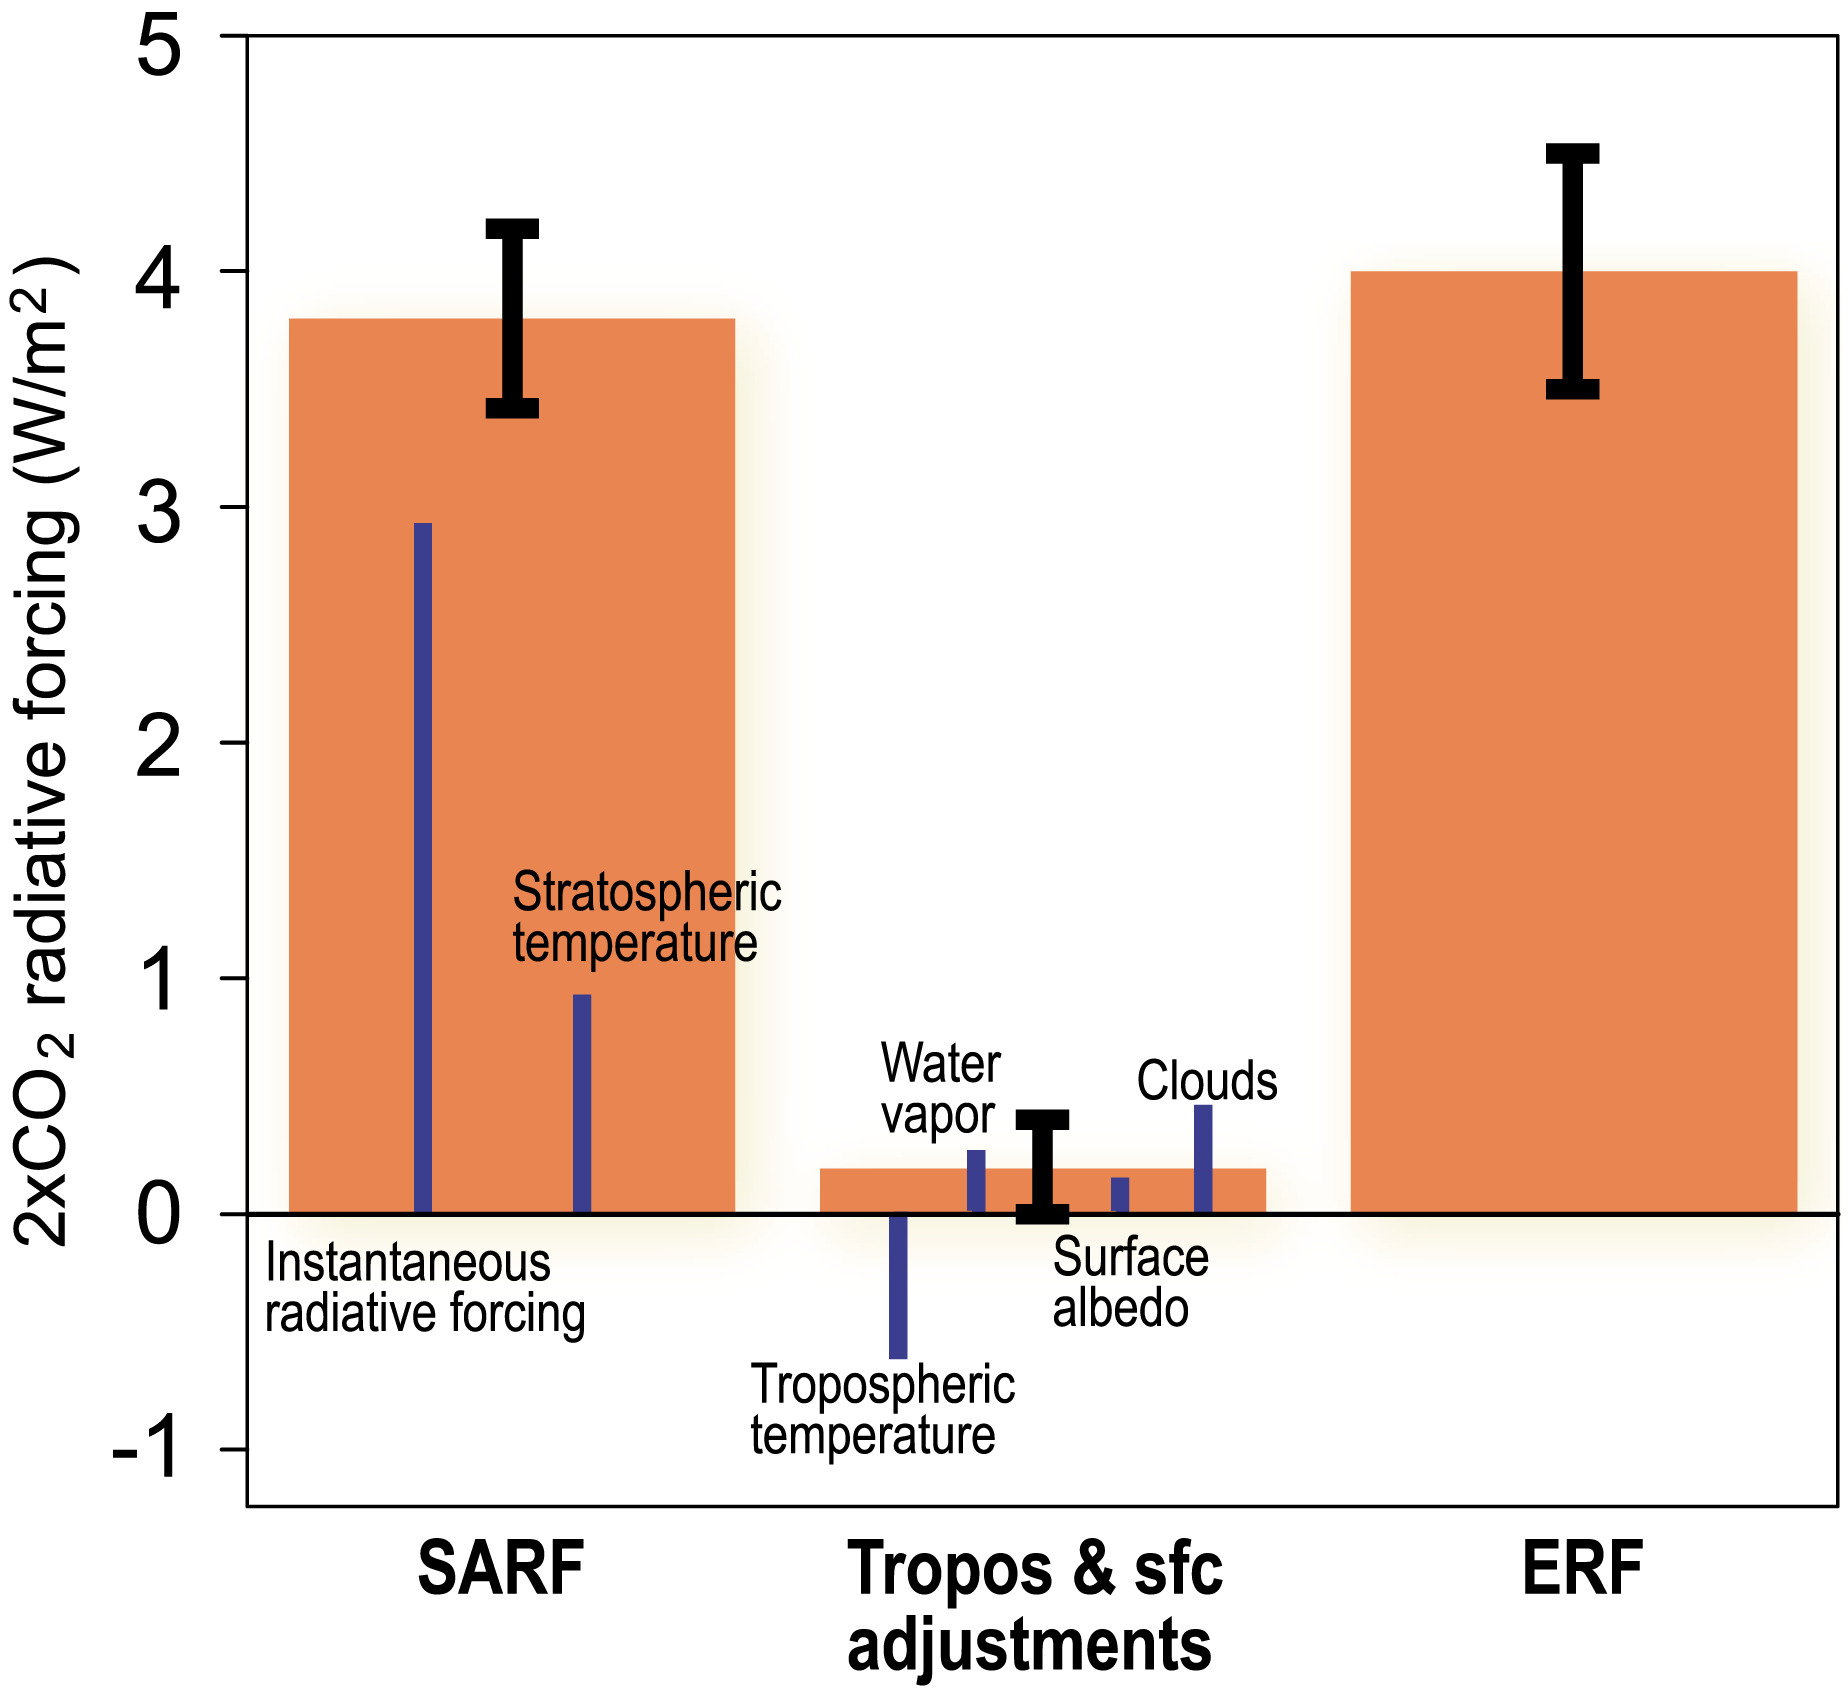 2xCO2 radiative forcing (W/m2)
5
4
3
2
1
0
-1
Stratospheric
temperature
Instantaneous
radiative forcing
Water
vapor
Clouds
Surface
albedo
Tropospheric
temperature
SARF
Tropos & sfc
adjustments
ERF